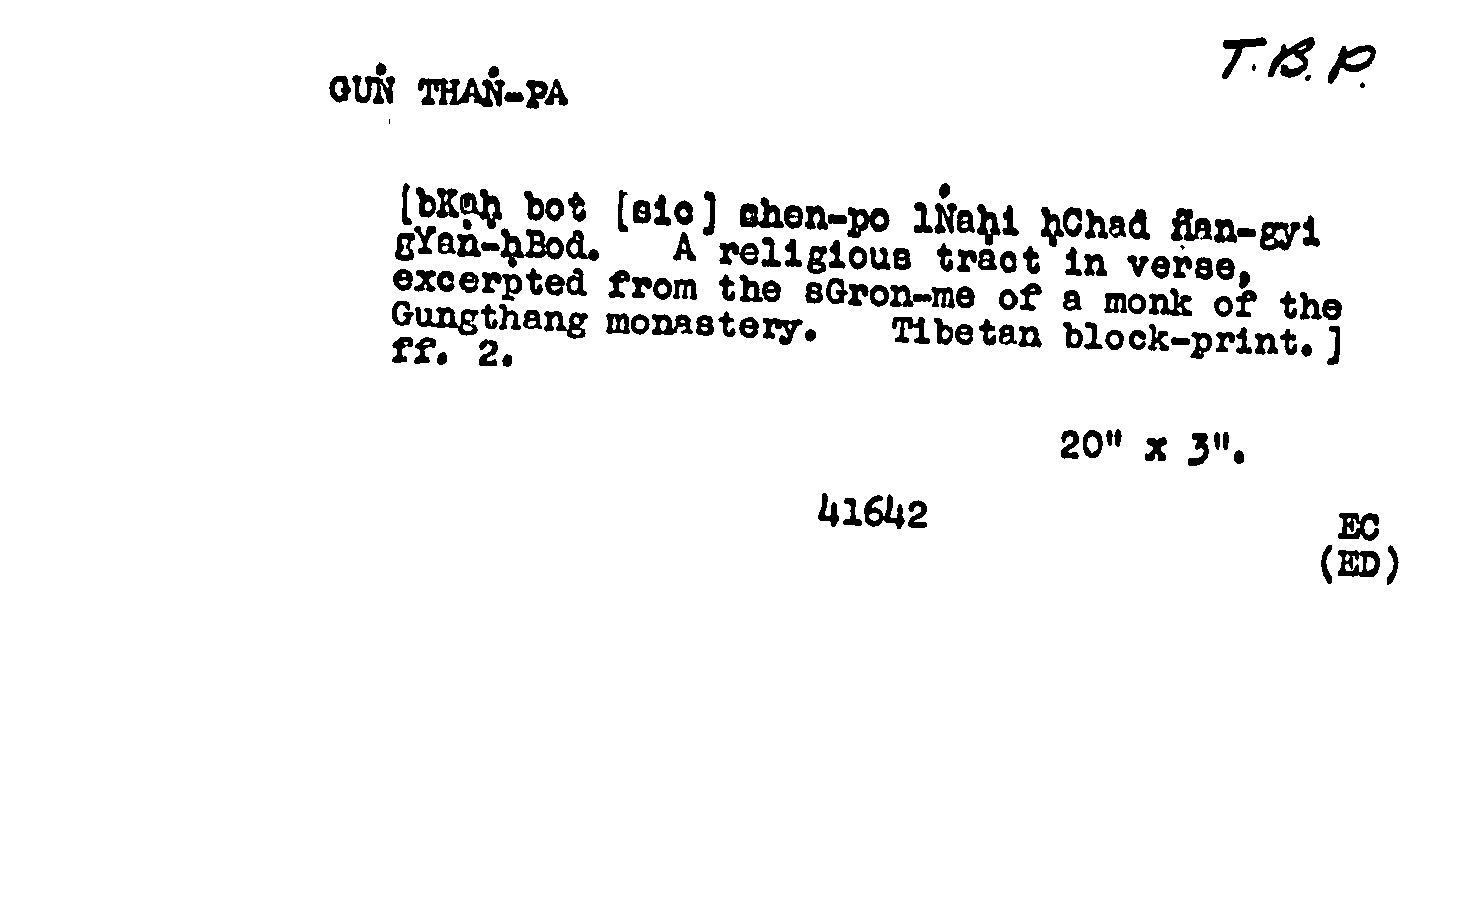 T.B.P.
GUṄ THAṄ-PA
[bKaḥ bot [sic] chen-po lṄaḥi ḥChad ñan-gyi
gYaṅ-ḥBod. A religious tract in verse,
excerpted from the sGron-me of a monk of the
Gungthang monastery. Tibetan block-print.]
ff. 2.
20" x 3".
41642
EC
(ED)